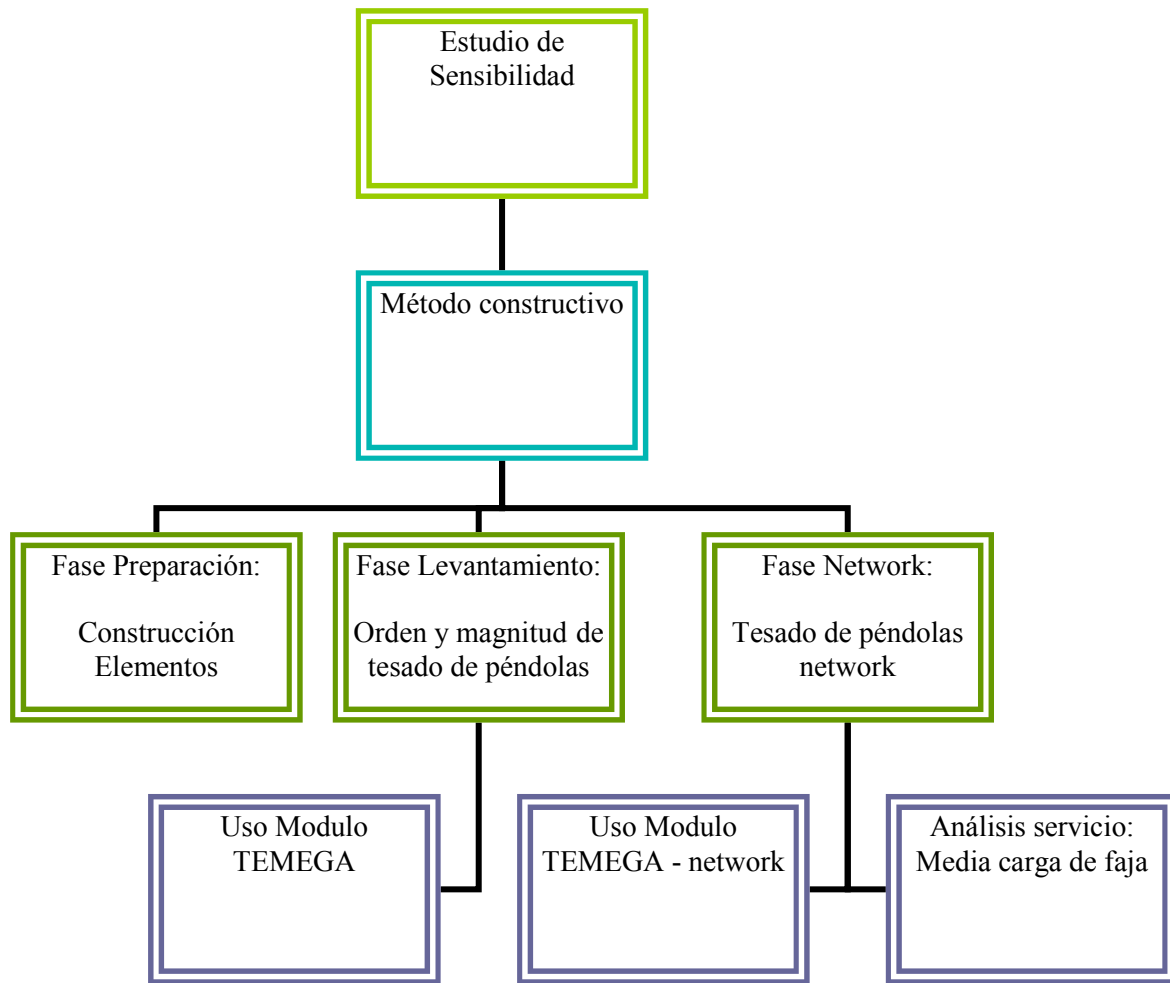 Estudio de
Sensibilidad
Método constructivo
Fase Preparación:
Construcción
Elementos
Fase Levantamiento:
Orden y magnitud de
tesado de péndolas
Fase Network:
Tesado de péndolas
network
Uso Modulo
TEMEGA
Uso Modulo
TEMEGA - network
Análisis servicio:
Media carga de faja